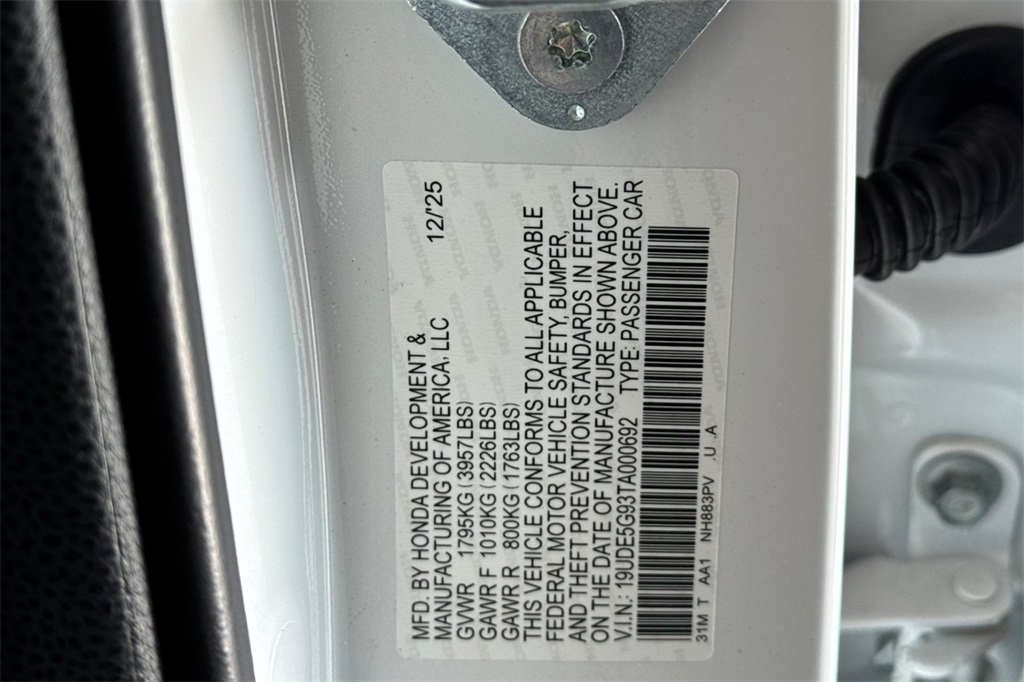 MFD. BY HONDA DEVELOPMENT &
MANUFACTURING OF AMERICA, LLC 12/'25
GVWR 1795KG (3957LBS)
GAWR F 1010KG (2226LBS)
GAWR R 800KG (1763LBS)
THIS VEHICLE CONFORMS TO ALL APPLICABLE
FEDERAL MOTOR VEHICLE SAFETY, BUMPER,
AND THEFT PREVENTION STANDARDS IN EFFECT
ON THE DATE OF MANUFACTURE SHOWN ABOVE.
V.I.N.: 19UDE5G93TA000692 TYPE: PASSENGER CAR
31M T AA1 NH883PV .U .A